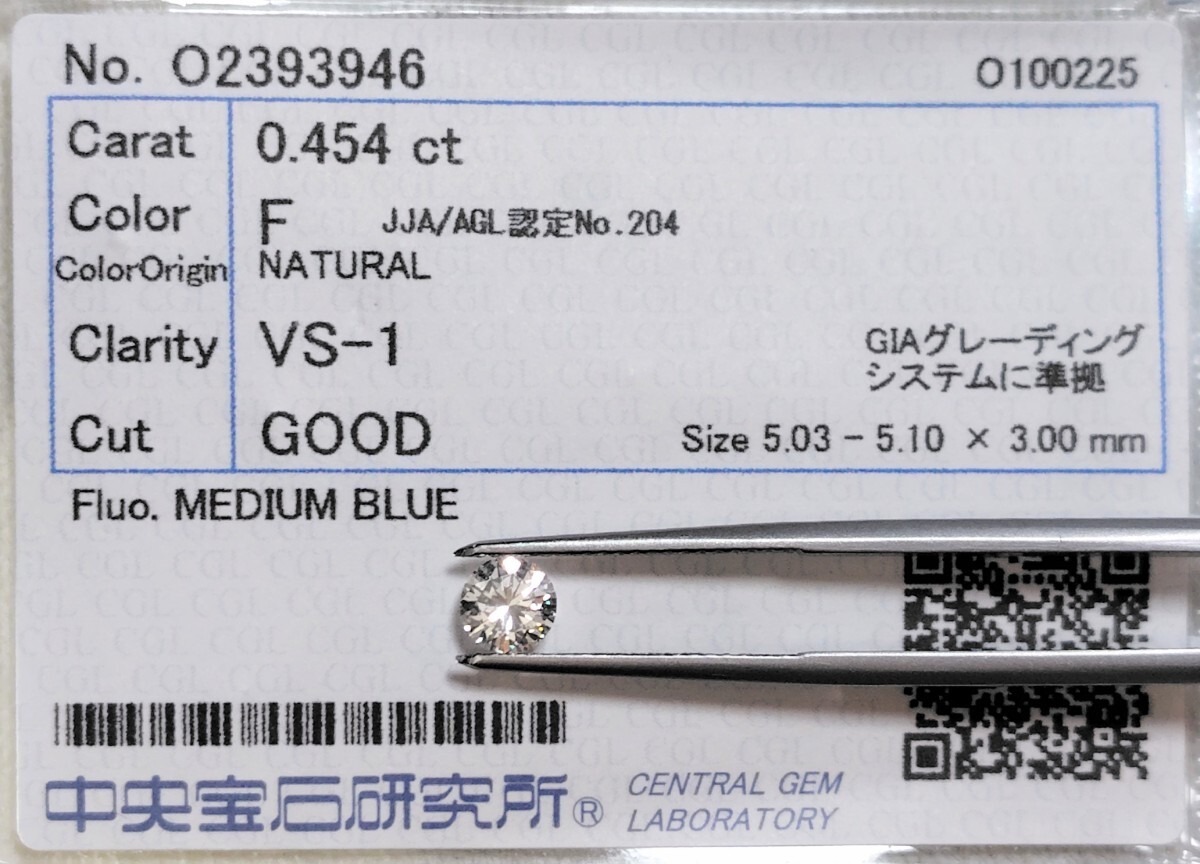 No. O2393946 O100225
Carat 0.454 ct
Color F JJA/AGL認定No.204
ColorOrigin NATURAL
Clarity VS-1 GIAグレーディング
システムに準拠
Cut GOOD Size 5.03 - 5.10 × 3.00 mm
Fluo. MEDIUM BLUE
中央宝石研究所® CENTRAL GEM
LABORATORY